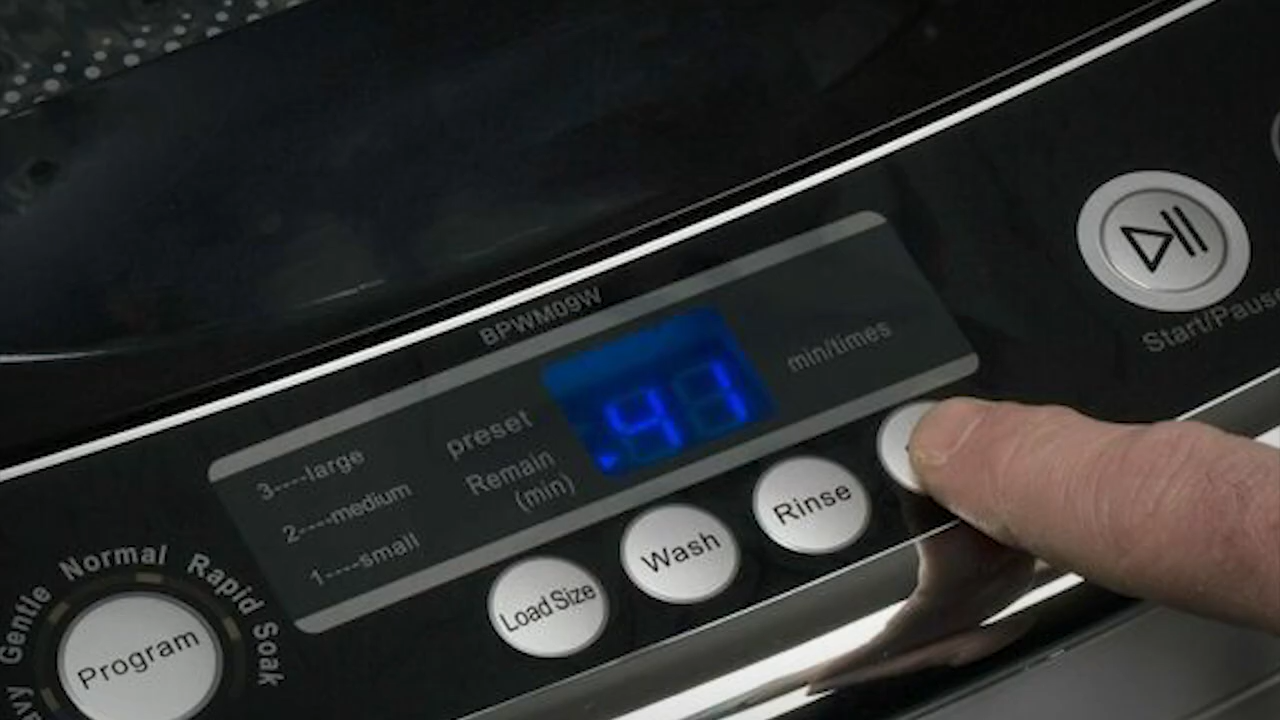 BPWM09W
3----large
2----medium
1----small
preset
Remain
(min)
41
min/times
Start/Pause
Load Size
Wash
Rinse
Program
Gentle
Normal
Rapid
Soak